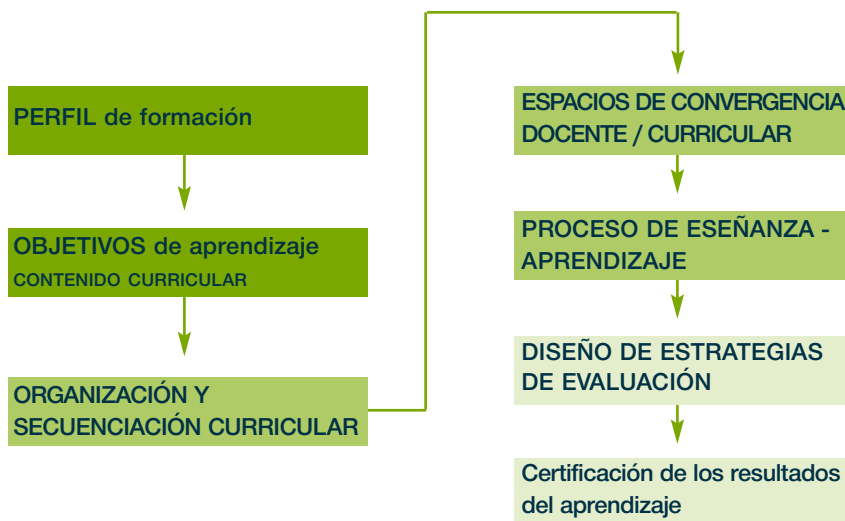 PERFIL de formación
OBJETIVOS de aprendizaje
CONTENIDO CURRICULAR
ORGANIZACIÓN Y
SECUENCIACIÓN CURRICULAR
ESPACIOS DE CONVERGENCIA
DOCENTE / CURRICULAR
PROCESO DE ESEÑANZA -
APRENDIZAJE
DISEÑO DE ESTRATEGIAS
DE EVALUACIÓN
Certificación de los resultados
del aprendizaje